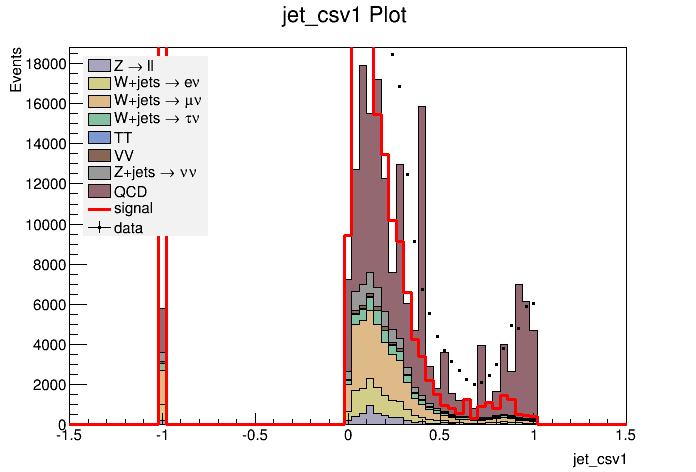 jet_csv1 Plot
Events
18000
16000
14000
12000
10000
8000
6000
4000
2000
0
Z → ll
W+jets → eν
W+jets → μν
W+jets → τν
TT
VV
Z+jets → νν
QCD
signal
data
-1.5 -1 -0.5 0 0.5 1 1.5
jet_csv1